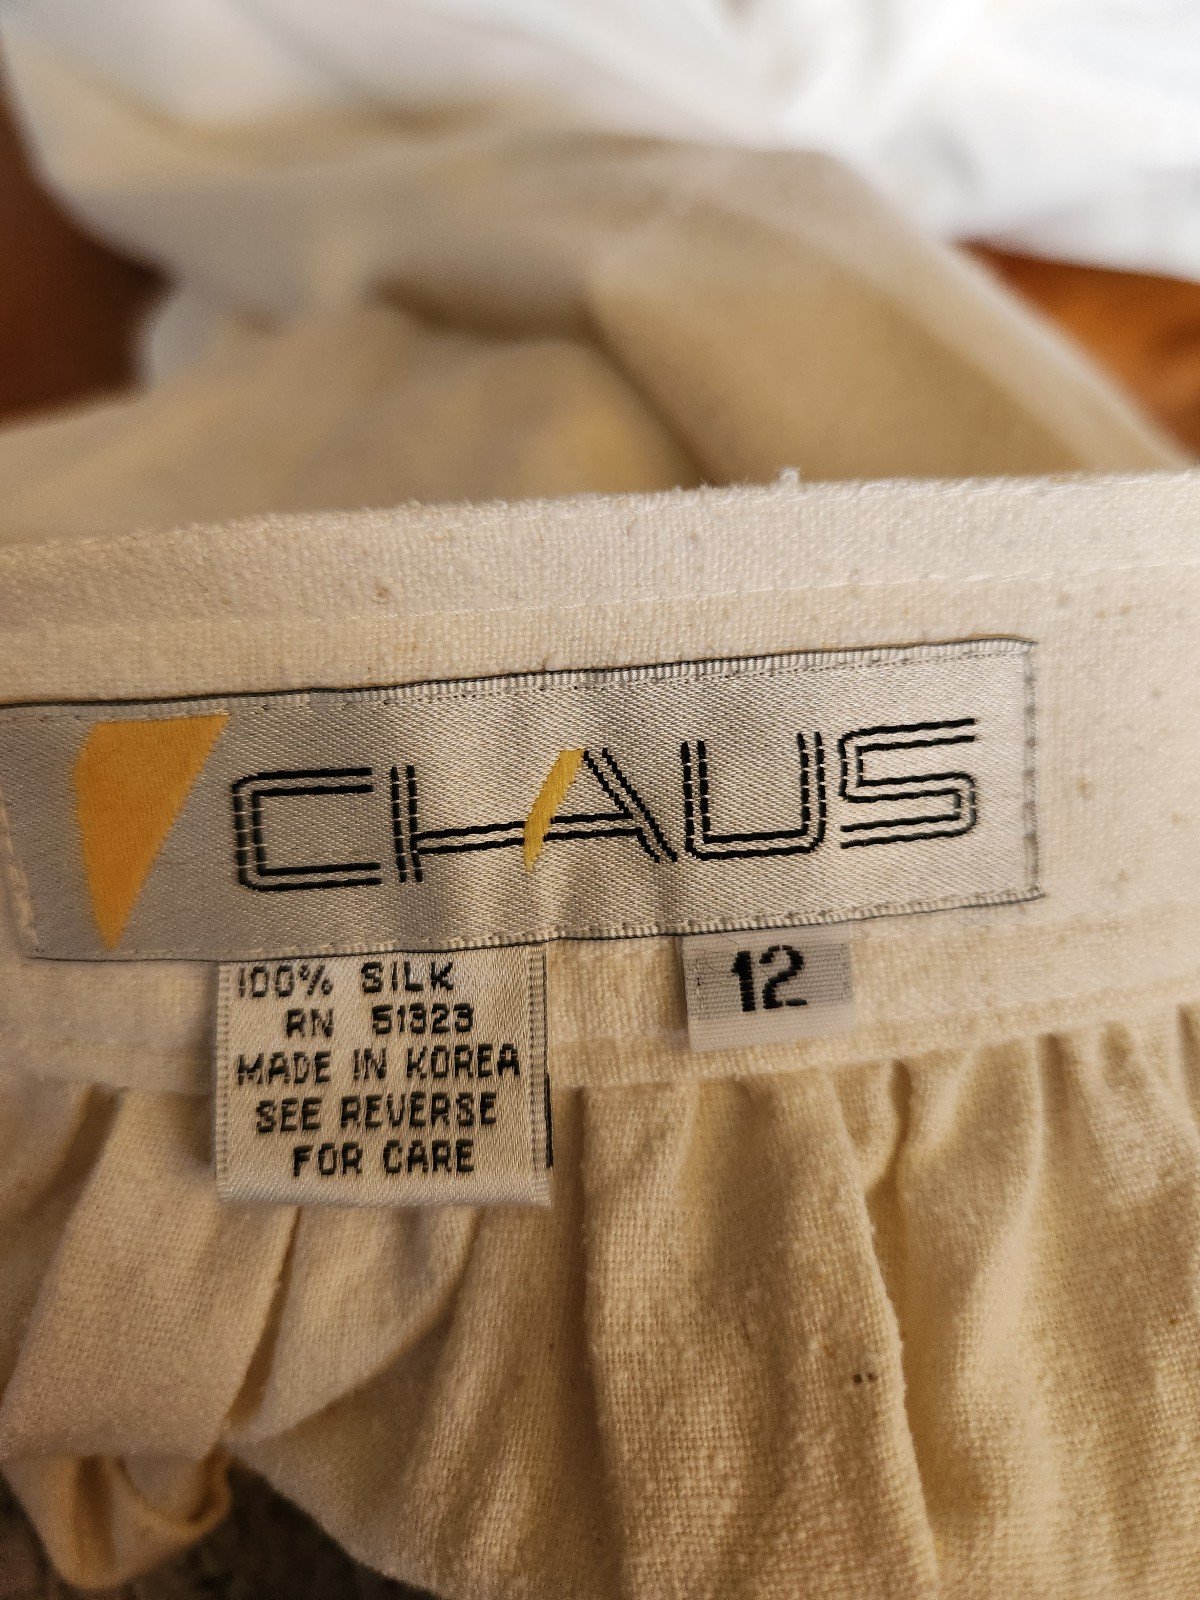 CHAUS
12
100% SILK
RN 51323
MADE IN KOREA
SEE REVERSE
FOR CARE